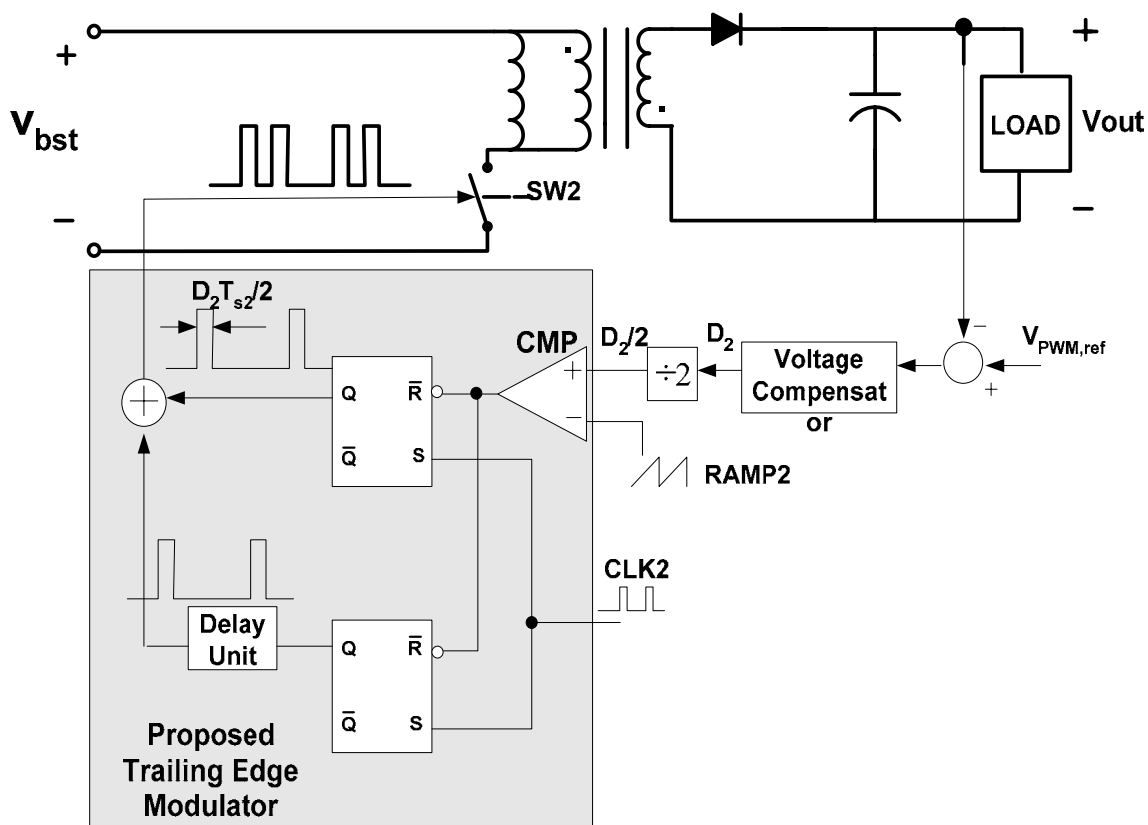 +
V_bst
−
SW2
LOAD
+
Vout
−
D_2T_s2/2
CMP
D_2/2
D_2
÷2
Voltage
Compensat
or
−
+
V_PWM,ref
+
−
RAMP2
Q
R̅
Q̅
S
+
CLK2
Delay
Unit
Q
R̅
Q̅
S
Proposed
Trailing Edge
Modulator